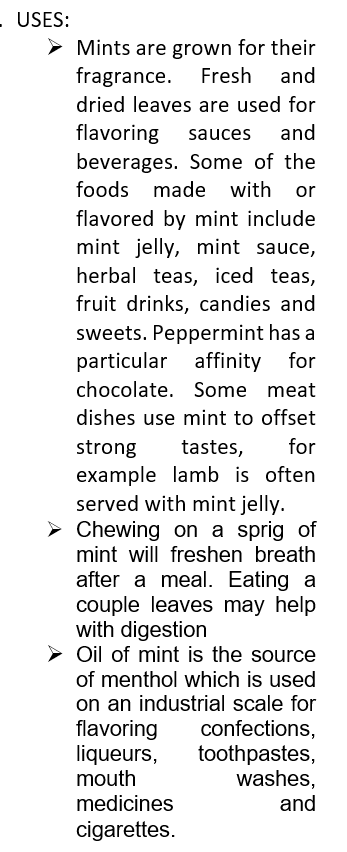 . USES:
➢ Mints are grown for their
fragrance. Fresh and
dried leaves are used for
flavoring sauces and
beverages. Some of the
foods made with or
flavored by mint include
mint jelly, mint sauce,
herbal teas, iced teas,
fruit drinks, candies and
sweets. Peppermint has a
particular affinity for
chocolate. Some meat
dishes use mint to offset
strong tastes, for
example lamb is often
served with mint jelly.
➢ Chewing on a sprig of
mint will freshen breath
after a meal. Eating a
couple leaves may help
with digestion
➢ Oil of mint is the source
of menthol which is used
on an industrial scale for
flavoring confections,
liqueurs, toothpastes,
mouth washes,
medicines and
cigarettes.